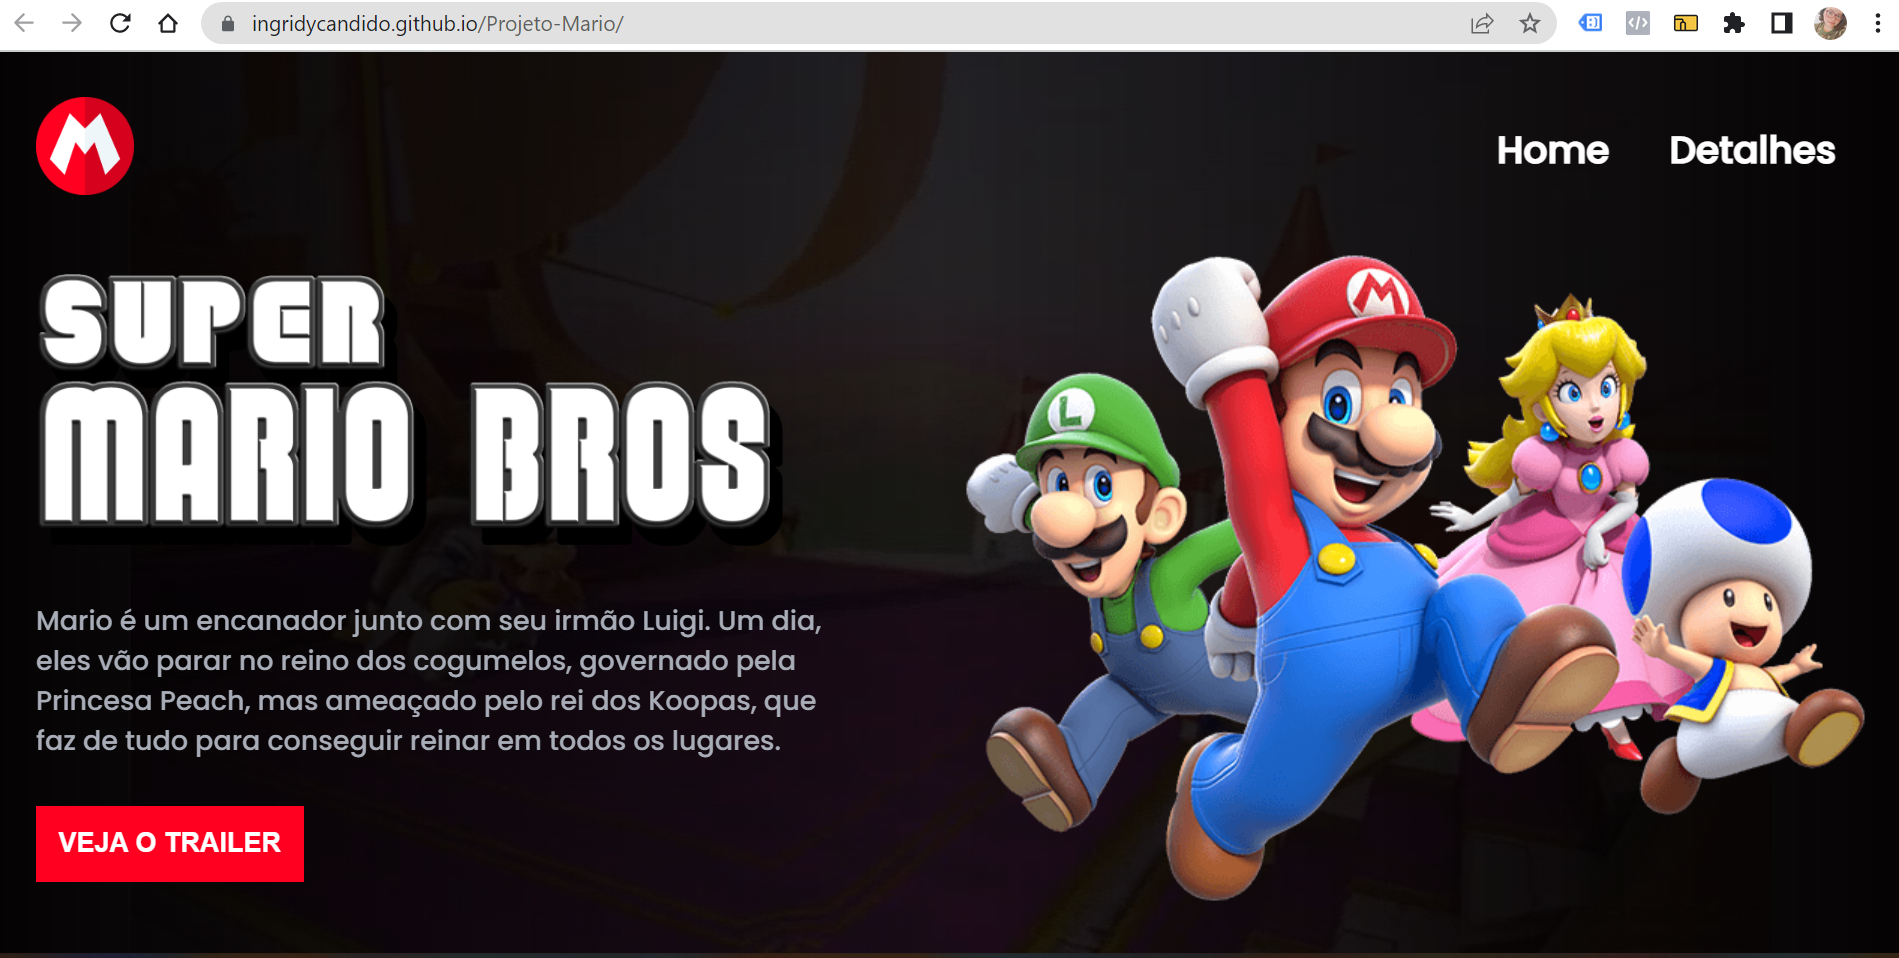 ingridycandido.github.io/Projeto-Mario/
M
Home
Detalhes
SUPER
MARIO BROS
M
L
Mario é um encanador junto com seu irmão Luigi. Um dia,
eles vão parar no reino dos cogumelos, governado pela
Princesa Peach, mas ameaçado pelo rei dos Koopas, que
faz de tudo para conseguir reinar em todos os lugares.
VEJA O TRAILER